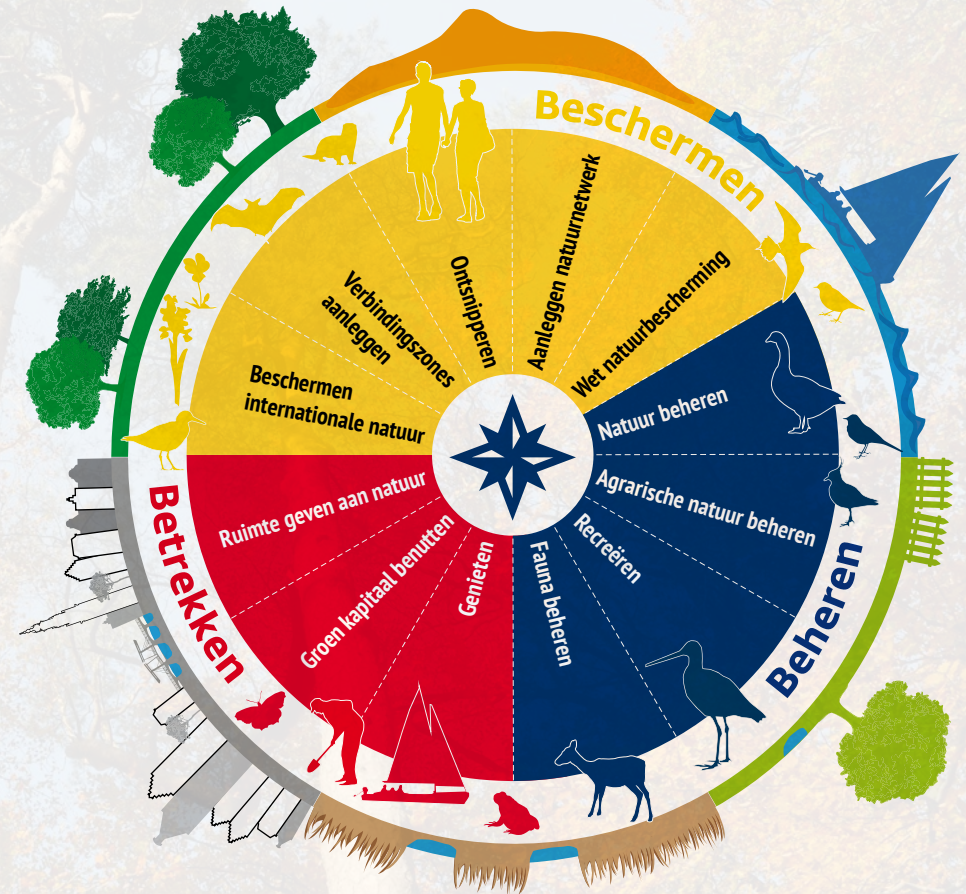 Beschermen
Aanleggen natuurnetwerk
Wet natuurbescherming
Ontsnipperen
Verbindingszones
aanleggen
Beschermen
internationale natuur
Beheren
Natuur beheren
Agrarische natuur beheren
Recreëren
Fauna beheren
Betrekken
Ruimte geven aan natuur
Groen kapitaal benutten
Genieten